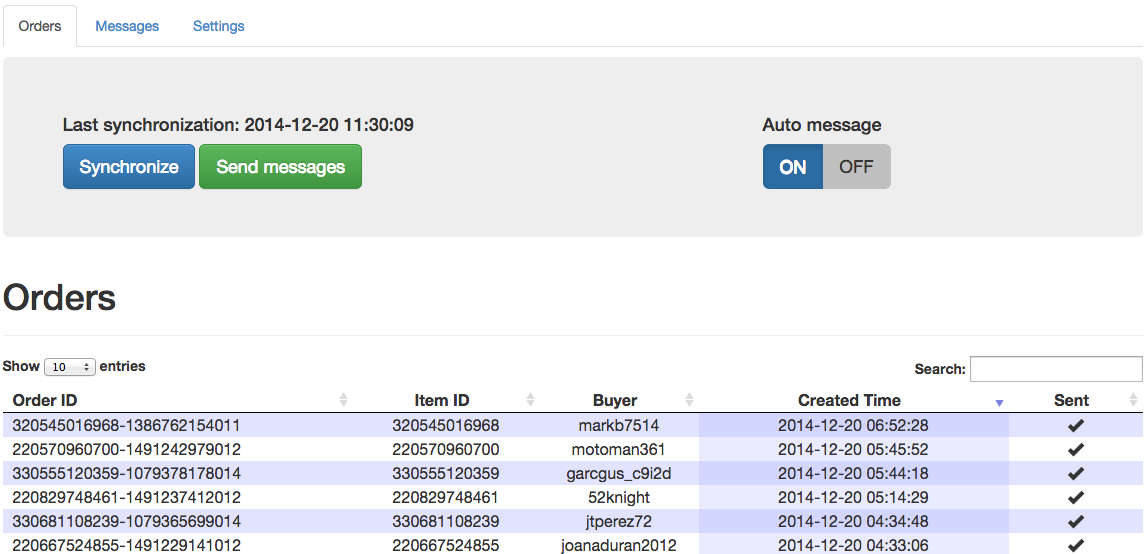 Orders Messages Settings
Last synchronization: 2014-12-20 11:30:09 Auto message
Synchronize Send messages ON OFF
Orders
Show 10 entries Search:
Order ID Item ID Buyer Created Time Sent
320545016968-1386762154011 320545016968 markb7514 2014-12-20 06:52:28
220570960700-1491242979012 220570960700 motoman361 2014-12-20 05:45:52
330555120359-1079378178014 330555120359 garcgus_c9i2d 2014-12-20 05:44:18
220829748461-1491237412012 220829748461 52knight 2014-12-20 05:14:29
330681108239-1079365699014 330681108239 jtperez72 2014-12-20 04:34:48
220667524855-1491229141012 220667524855 joanaduran2012 2014-12-20 04:33:06